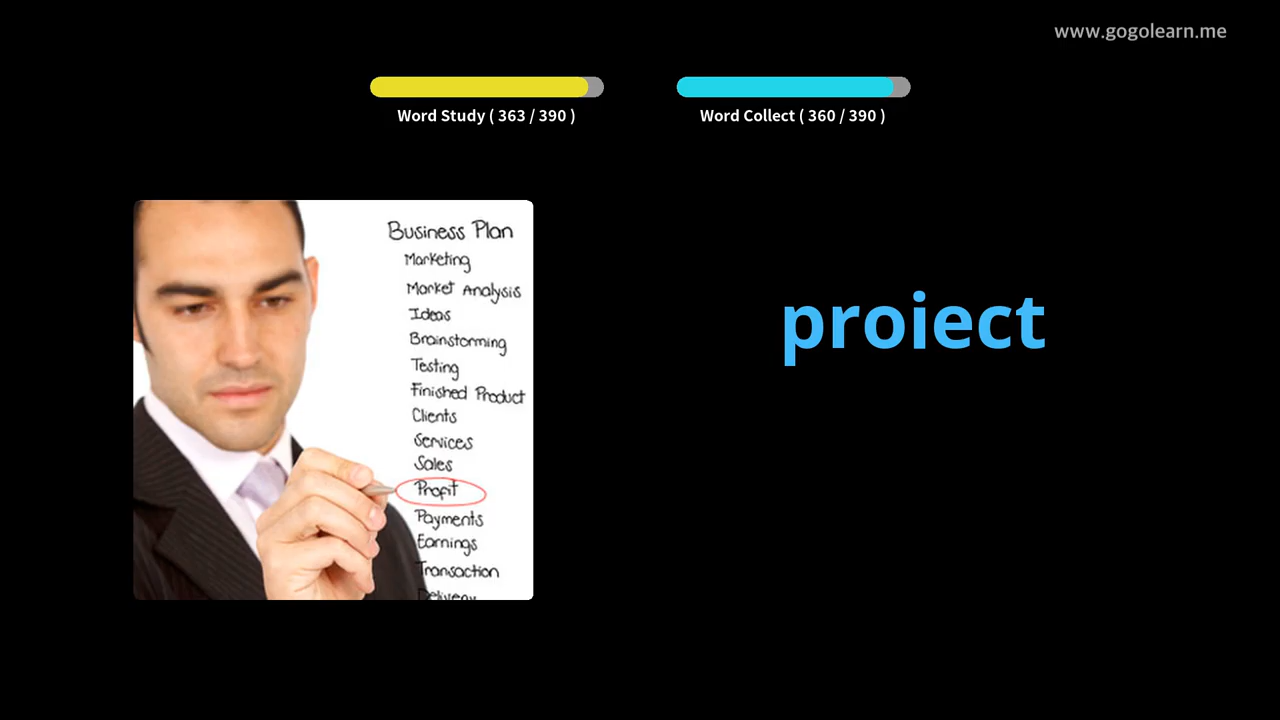 www.gogolearn.me
Word Study ( 363 / 390 )
Word Collect ( 360 / 390 )
Business Plan
Marketing
Market Analysis
Ideas
Brainstorming
Testing
Finished Product
Clients
Services
Sales
Profit
Payments
Earnings
Transaction
Delivery
proiect